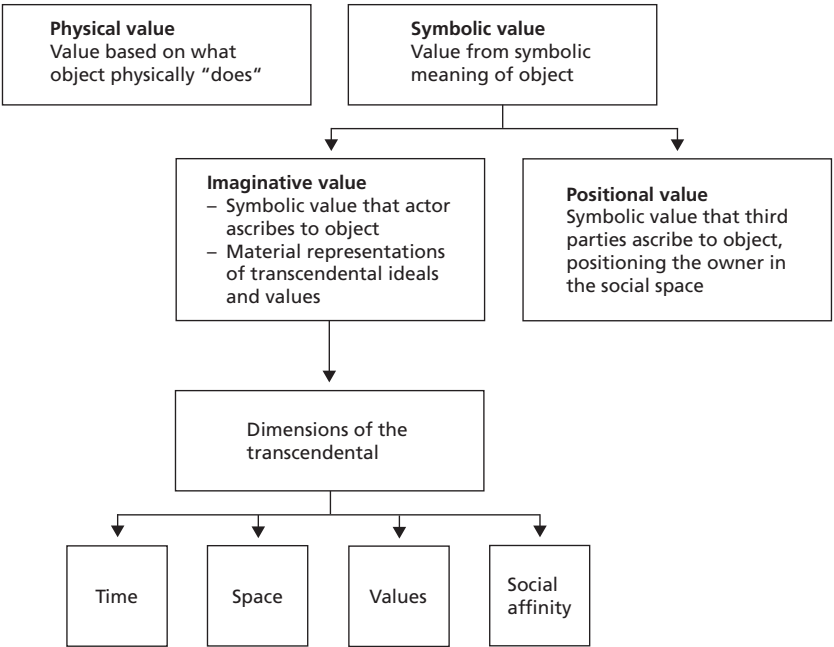 Physical value
Value based on what
object physically “does“
Symbolic value
Value from symbolic
meaning of object
Imaginative value
– Symbolic value that actor
ascribes to object
– Material representations
of transcendental ideals
and values
Positional value
Symbolic value that third
parties ascribe to object,
positioning the owner in
the social space
Dimensions of the
transcendental
Time
Space
Values
Social
affinity